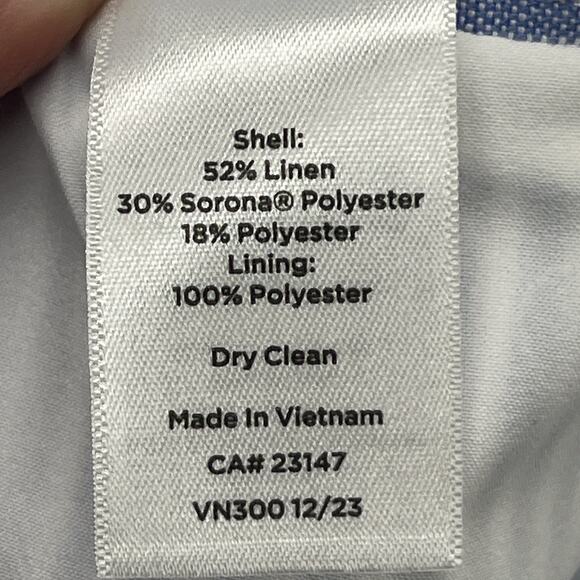 Shell:
52% Linen
30% Sorona® Polyester
18% Polyester
Lining:
100% Polyester
Dry Clean
Made In Vietnam
CA# 23147
VN300 12/23